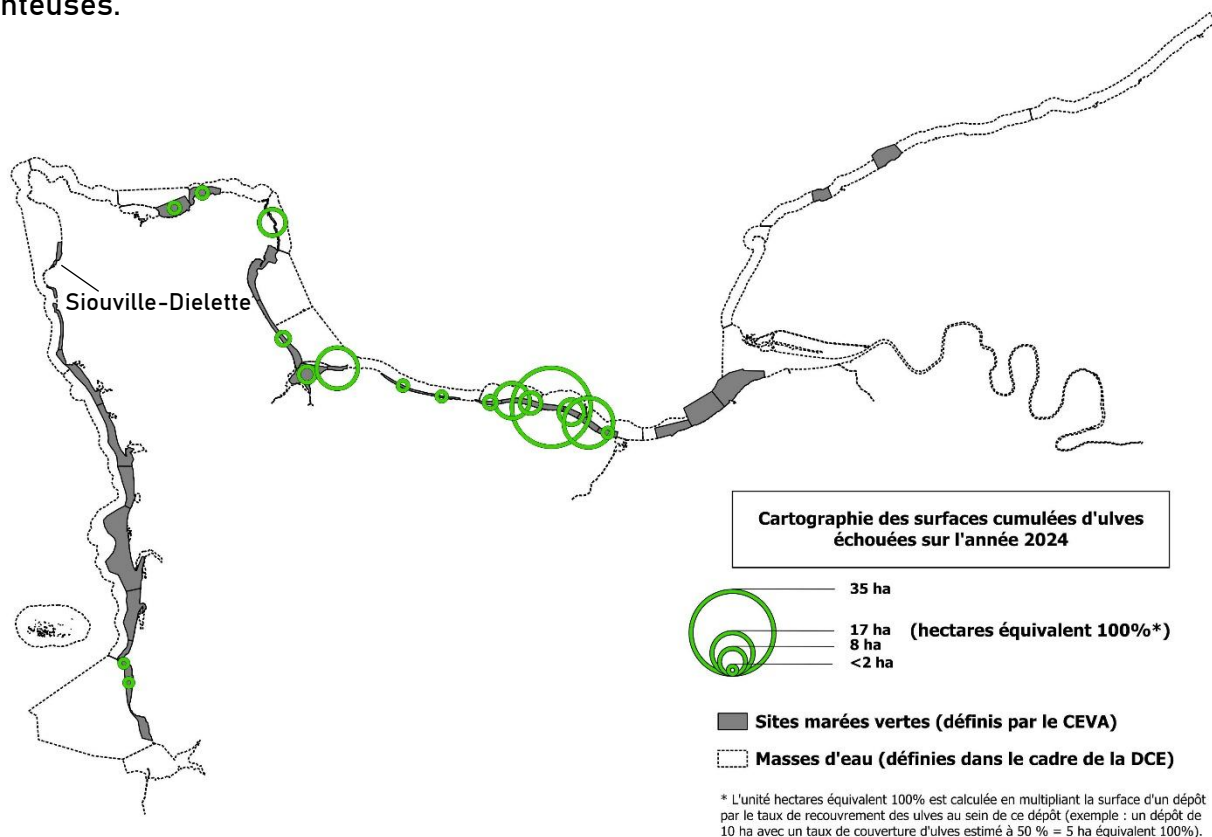 nteuses.
Siouville-Dielette
Cartographie des surfaces cumulées d'ulves
échouées sur l'année 2024
35 ha
17 ha (hectares équivalent 100%*)
8 ha
<2 ha
Sites marées vertes (définis par le CEVA)
Masses d'eau (définies dans le cadre de la DCE)
* L'unité hectares équivalent 100% est calculée en multipliant la surface d'un dépôt
par le taux de recouvrement des ulves au sein de ce dépôt (exemple : un dépôt de
10 ha avec un taux de couverture d'ulves estimé à 50 % = 5 ha équivalent 100%).